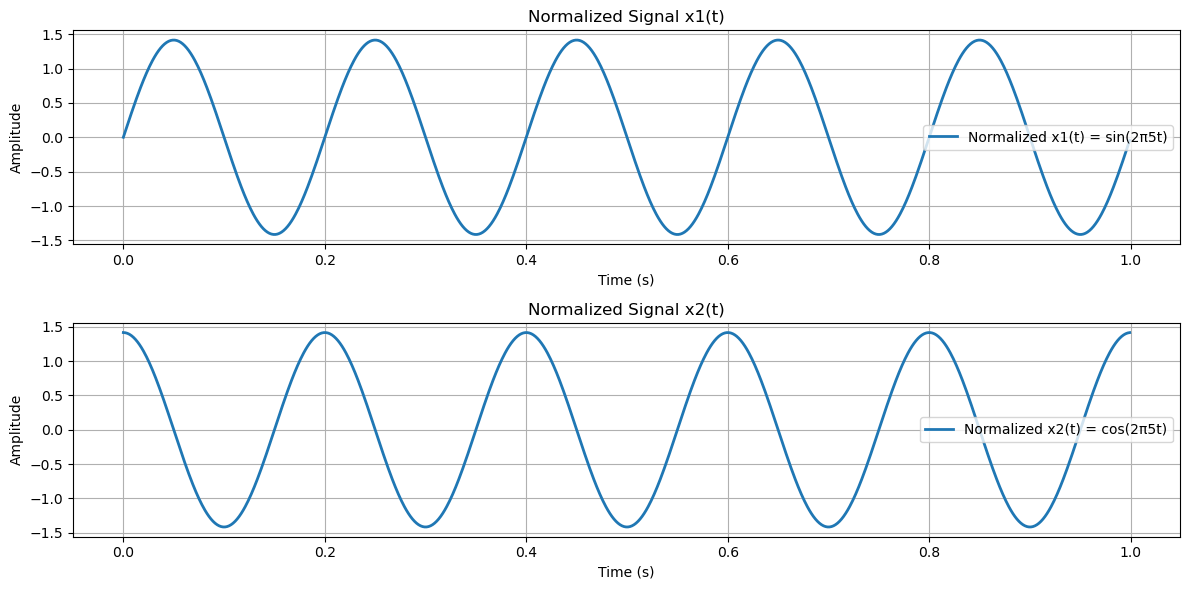 Normalized Signal x1(t)
1.5
1.0
0.5
0.0
−0.5
−1.0
−1.5
Amplitude
Normalized x1(t) = sin(2π5t)
0.0 0.2 0.4 0.6 0.8 1.0
Time (s)
Normalized Signal x2(t)
1.5
1.0
0.5
0.0
−0.5
−1.0
−1.5
Amplitude
Normalized x2(t) = cos(2π5t)
0.0 0.2 0.4 0.6 0.8 1.0
Time (s)